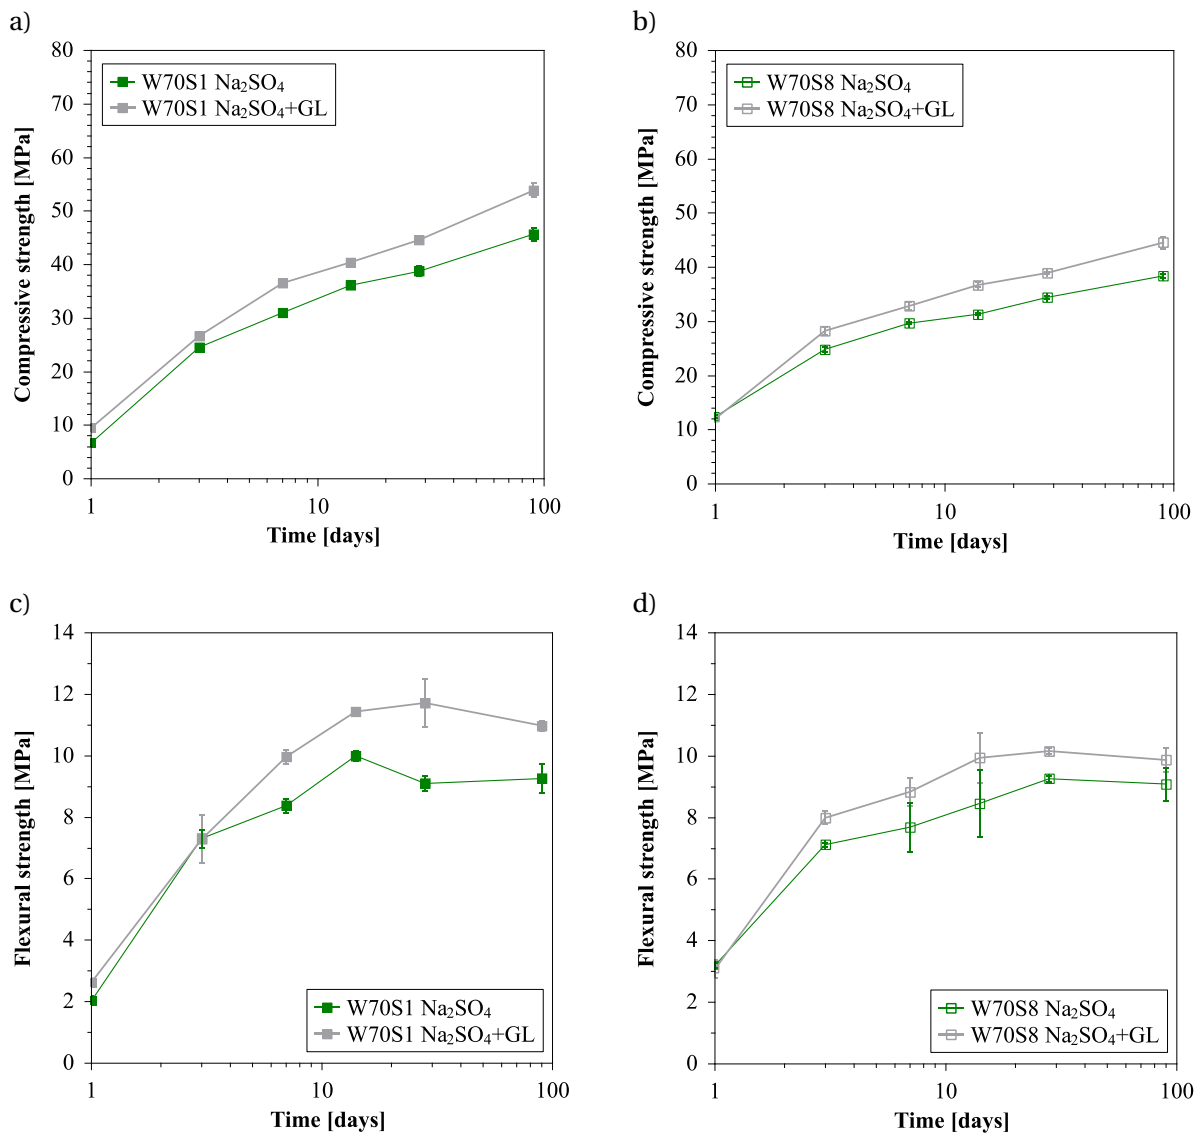 a)
80
70
60
50
40
30
20
10
0
Compressive strength [MPa]
W70S1 Na₂SO₄
W70S1 Na₂SO₄+GL
1
10
100
Time [days]
b)
80
70
60
50
40
30
20
10
0
Compressive strength [MPa]
W70S8 Na₂SO₄
W70S8 Na₂SO₄+GL
1
10
100
Time [days]
c)
14
12
10
8
6
4
2
0
Flexural strength [MPa]
W70S1 Na₂SO₄
W70S1 Na₂SO₄+GL
1
10
100
Time [days]
d)
14
12
10
8
6
4
2
0
Flexural strength [MPa]
W70S8 Na₂SO₄
W70S8 Na₂SO₄+GL
1
10
100
Time [days]